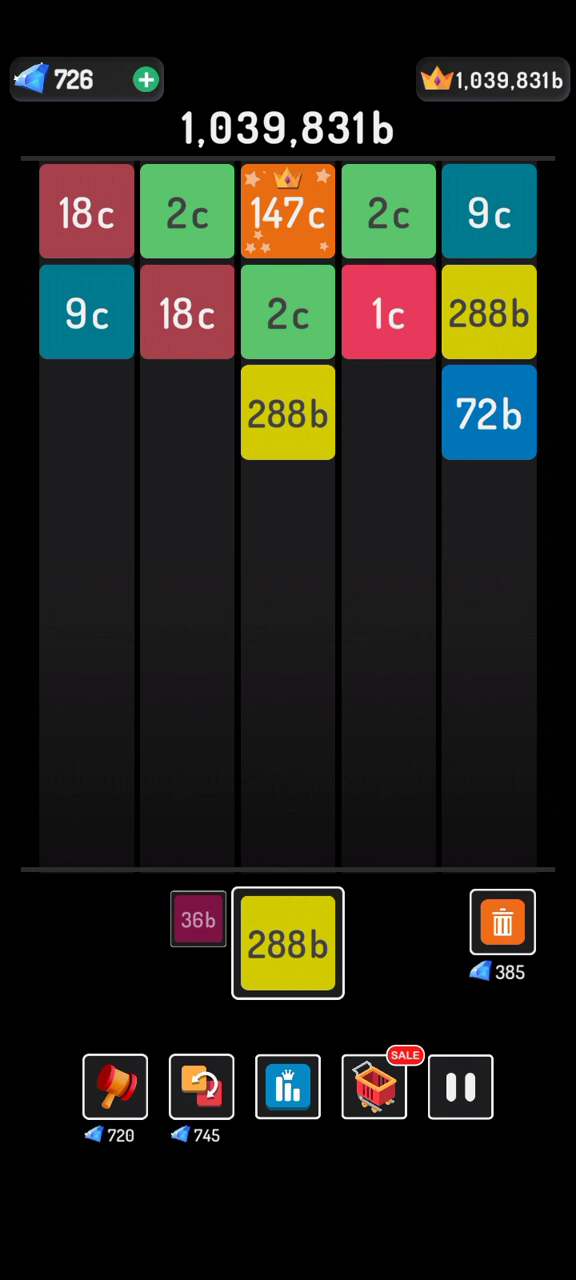 726
1,039,831b
1,039,831b
18c 2c 147c 2c 9c
9c 18c 2c 1c 288b
288b 72b
36b 288b
385
SALE
720 745